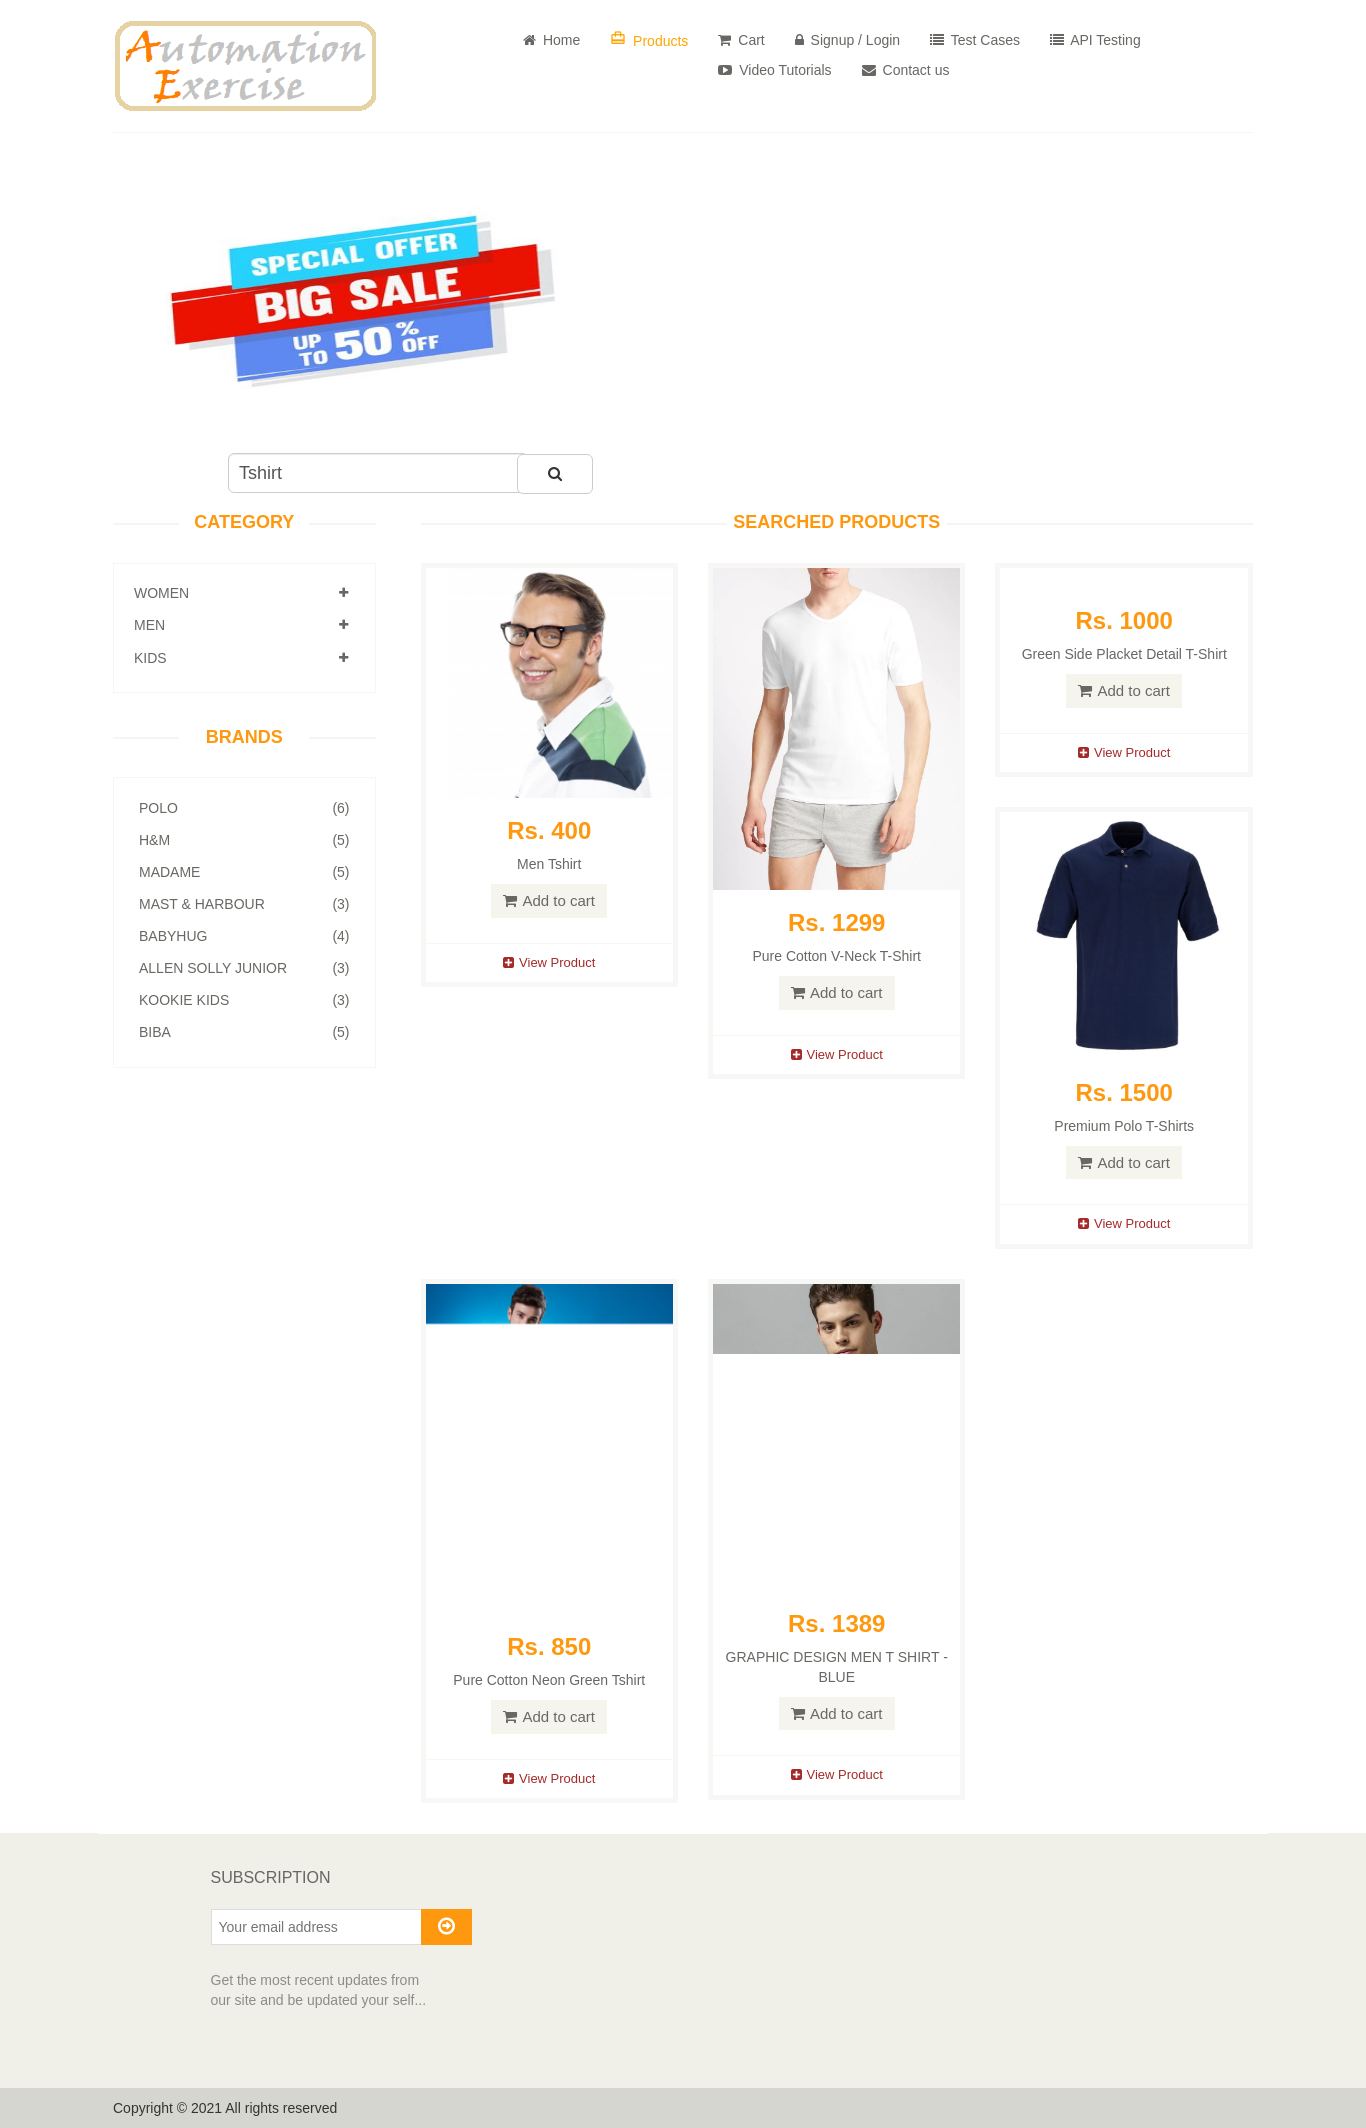 Automation
Exercise
Home
Products
Cart
Signup / Login
Test Cases
API Testing
Video Tutorials
Contact us
SPECIAL OFFER
BIG SALE
UP TO 50% OFF
Tshirt
CATEGORY
WOMEN
MEN
KIDS
BRANDS
POLO (6)
H&M (5)
MADAME (5)
MAST & HARBOUR (3)
BABYHUG (4)
ALLEN SOLLY JUNIOR (3)
KOOKIE KIDS (3)
BIBA (5)
SEARCHED PRODUCTS
Rs. 400
Men Tshirt
Add to cart
View Product
Rs. 1299
Pure Cotton V-Neck T-Shirt
Add to cart
View Product
Rs. 1000
Green Side Placket Detail T-Shirt
Add to cart
View Product
Rs. 1500
Premium Polo T-Shirts
Add to cart
View Product
Rs. 850
Pure Cotton Neon Green Tshirt
Add to cart
View Product
Rs. 1389
GRAPHIC DESIGN MEN T SHIRT -
BLUE
Add to cart
View Product
SUBSCRIPTION
Your email address
Get the most recent updates from
our site and be updated your self...
Copyright © 2021 All rights reserved